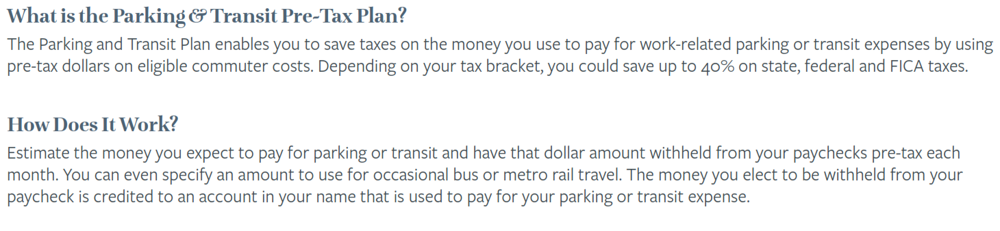 What is the Parking & Transit Pre-Tax Plan?
The Parking and Transit Plan enables you to save taxes on the money you use to pay for work-related parking or transit expenses by using
pre-tax dollars on eligible commuter costs. Depending on your tax bracket, you could save up to 40% on state, federal and FICA taxes.
How Does It Work?
Estimate the money you expect to pay for parking or transit and have that dollar amount withheld from your paychecks pre-tax each
month. You can even specify an amount to use for occasional bus or metro rail travel. The money you elect to be withheld from your
paycheck is credited to an account in your name that is used to pay for your parking or transit expense.